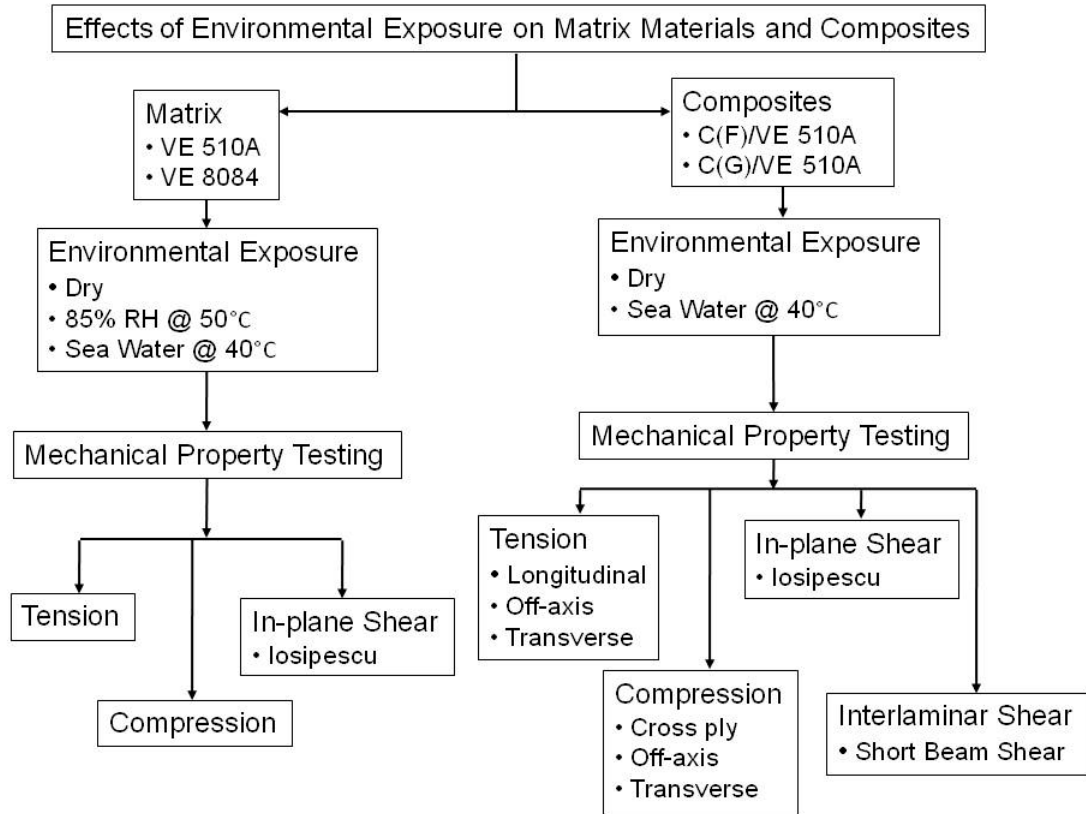 Effects of Environmental Exposure on Matrix Materials and Composites
Matrix
• VE 510A
• VE 8084
Environmental Exposure
• Dry
• 85% RH @ 50°C
• Sea Water @ 40°C
Mechanical Property Testing
Tension
Compression
In-plane Shear
• Iosipescu
Composites
• C(F)/VE 510A
• C(G)/VE 510A
Environmental Exposure
• Dry
• Sea Water @ 40°C
Mechanical Property Testing
Tension
• Longitudinal
• Off-axis
• Transverse
Compression
• Cross ply
• Off-axis
• Transverse
In-plane Shear
• Iosipescu
Interlaminar Shear
• Short Beam Shear